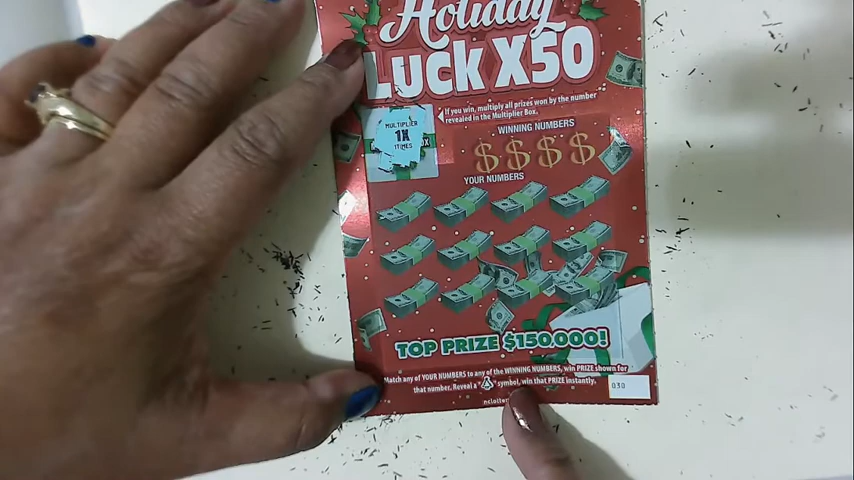 Holiday
LUCK X50
If you win, multiply all prizes won by the number
revealed in the Multiplier Box.
MULTIPLIER
1X
1TIMES
WINNING NUMBERS
$ $ $ $
YOUR NUMBERS
TOP PRIZE $150,000!
Match any of YOUR NUMBERS to any of the WINNING NUMBERS, win PRIZE shown for
that number. Reveal a " " symbol, win that PRIZE instantly.
030